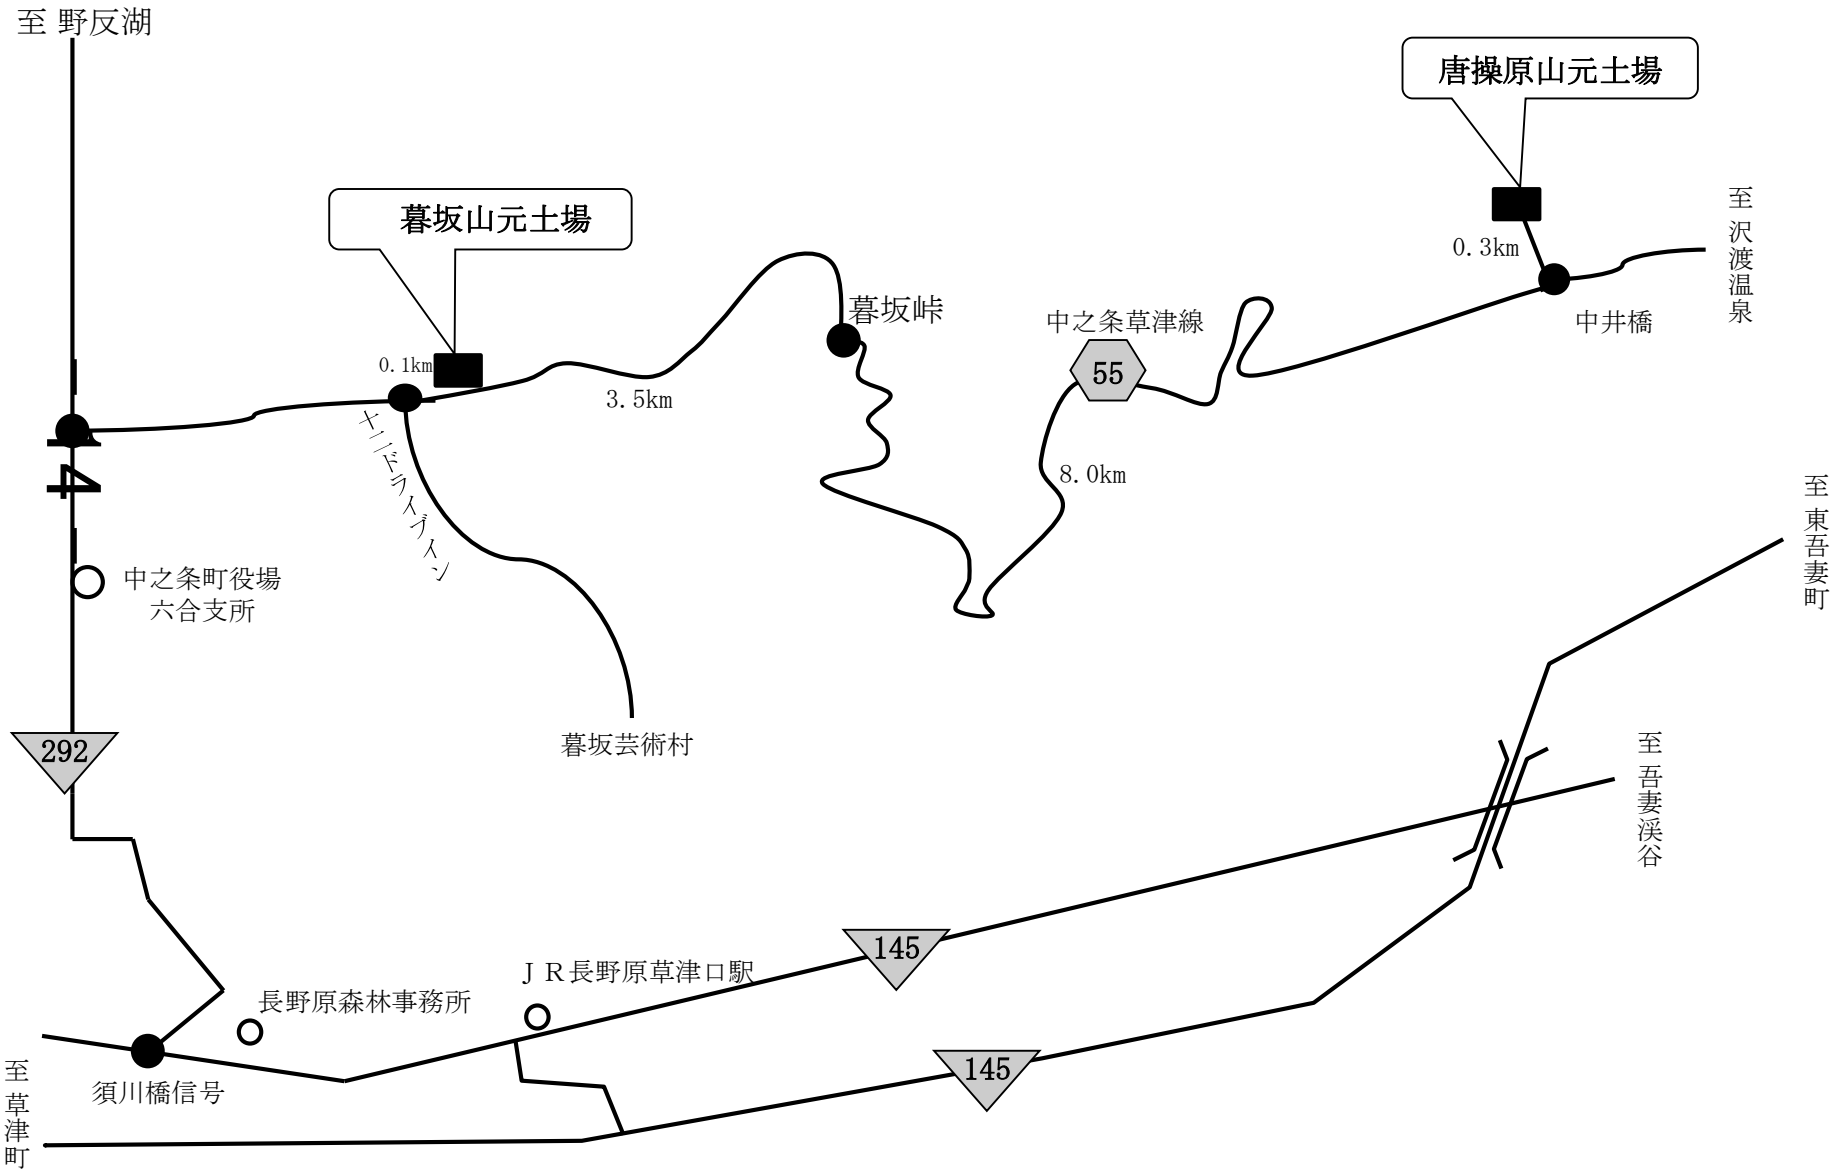 至 野反湖
唐操原山元土場
暮坂山元土場
至 沢渡温泉
0.3km
暮坂峠
中之条草津線
中井橋
0.1km
55
3.5km
十二ドライブイン
14
8.0km
至 東吾妻町
中之条町役場
六合支所
292
暮坂芸術村
至 吾妻渓谷
145
ＪＲ長野原草津口駅
長野原森林事務所
145
須川橋信号
至 草津町